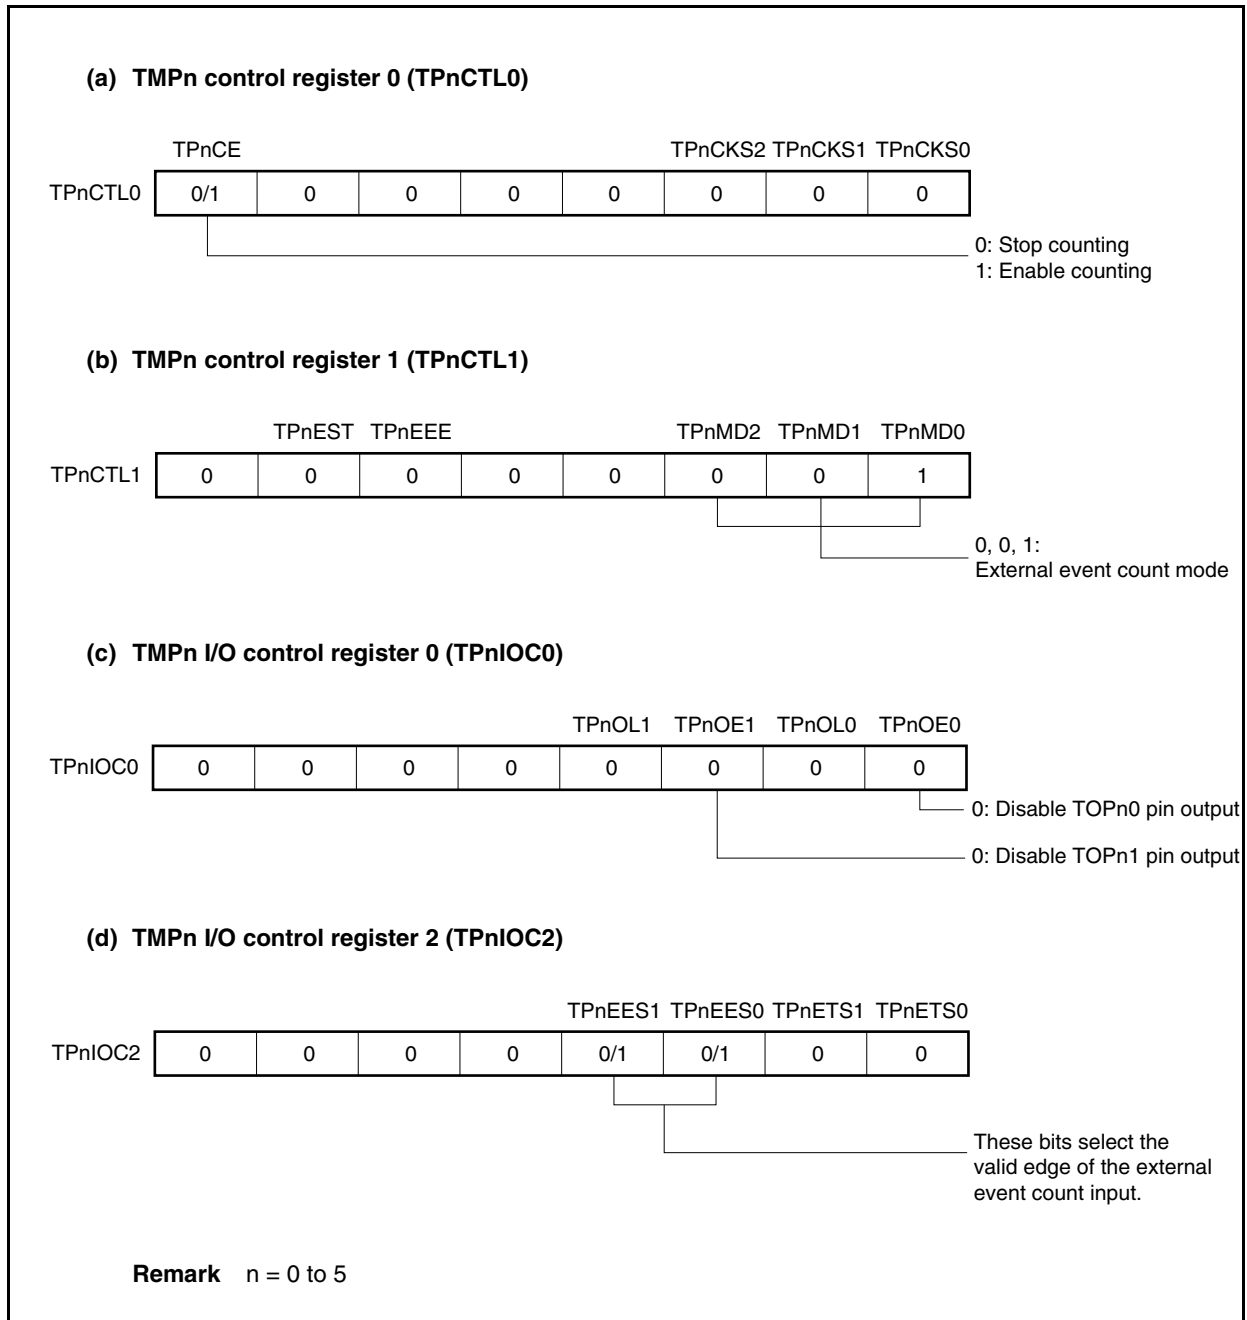 (a) TMPn control register 0 (TPnCTL0)
TPnCE TPnCKS2 TPnCKS1 TPnCKS0
TPnCTL0 0/1 0 0 0 0 0 0 0
0: Stop counting
1: Enable counting
(b) TMPn control register 1 (TPnCTL1)
TPnEST TPnEEE TPnMD2 TPnMD1 TPnMD0
TPnCTL1 0 0 0 0 0 0 0 1
0, 0, 1:
External event count mode
(c) TMPn I/O control register 0 (TPnIOC0)
TPnOL1 TPnOE1 TPnOL0 TPnOE0
TPnIOC0 0 0 0 0 0 0 0 0
0: Disable TOPn0 pin output
0: Disable TOPn1 pin output
(d) TMPn I/O control register 2 (TPnIOC2)
TPnEES1 TPnEES0 TPnETS1 TPnETS0
TPnIOC2 0 0 0 0 0/1 0/1 0 0
These bits select the
valid edge of the external
event count input.
Remark n = 0 to 5